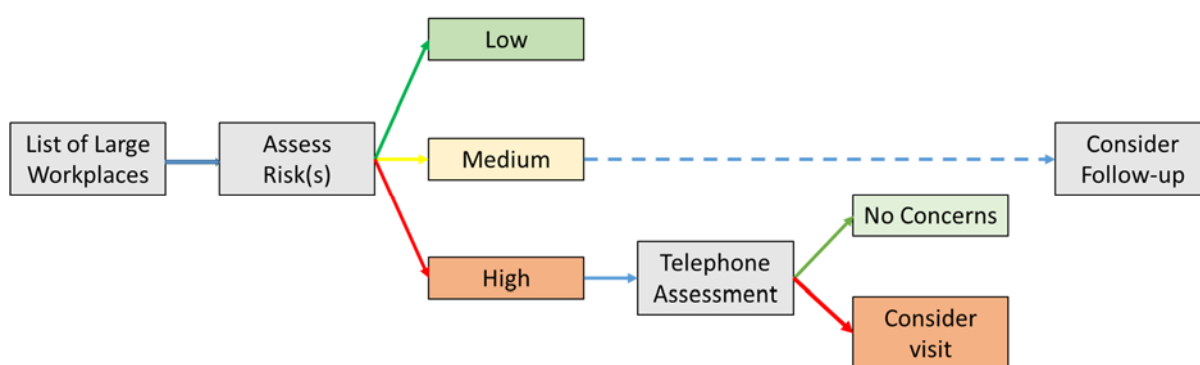 Low
List of Large
Workplaces
Assess
Risk(s)
Medium
Consider
Follow-up
No Concerns
High
Telephone
Assessment
Consider
visit